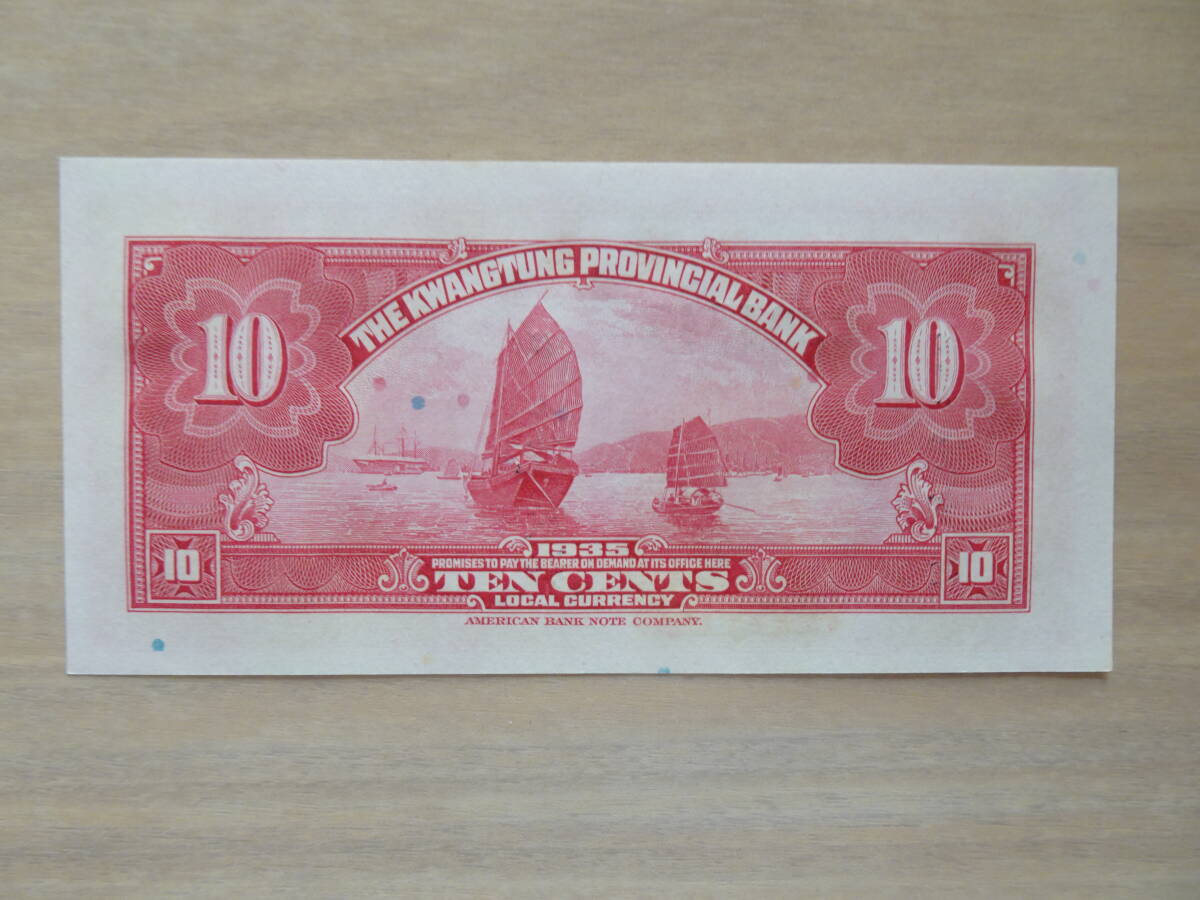 THE KWANGTUNG PROVINCIAL BANK
10 10
1935
PROMISES TO PAY THE BEARER ON DEMAND AT ITS OFFICE HERE
10 TEN CENTS 10
LOCAL CURRENCY
AMERICAN BANK NOTE COMPANY.